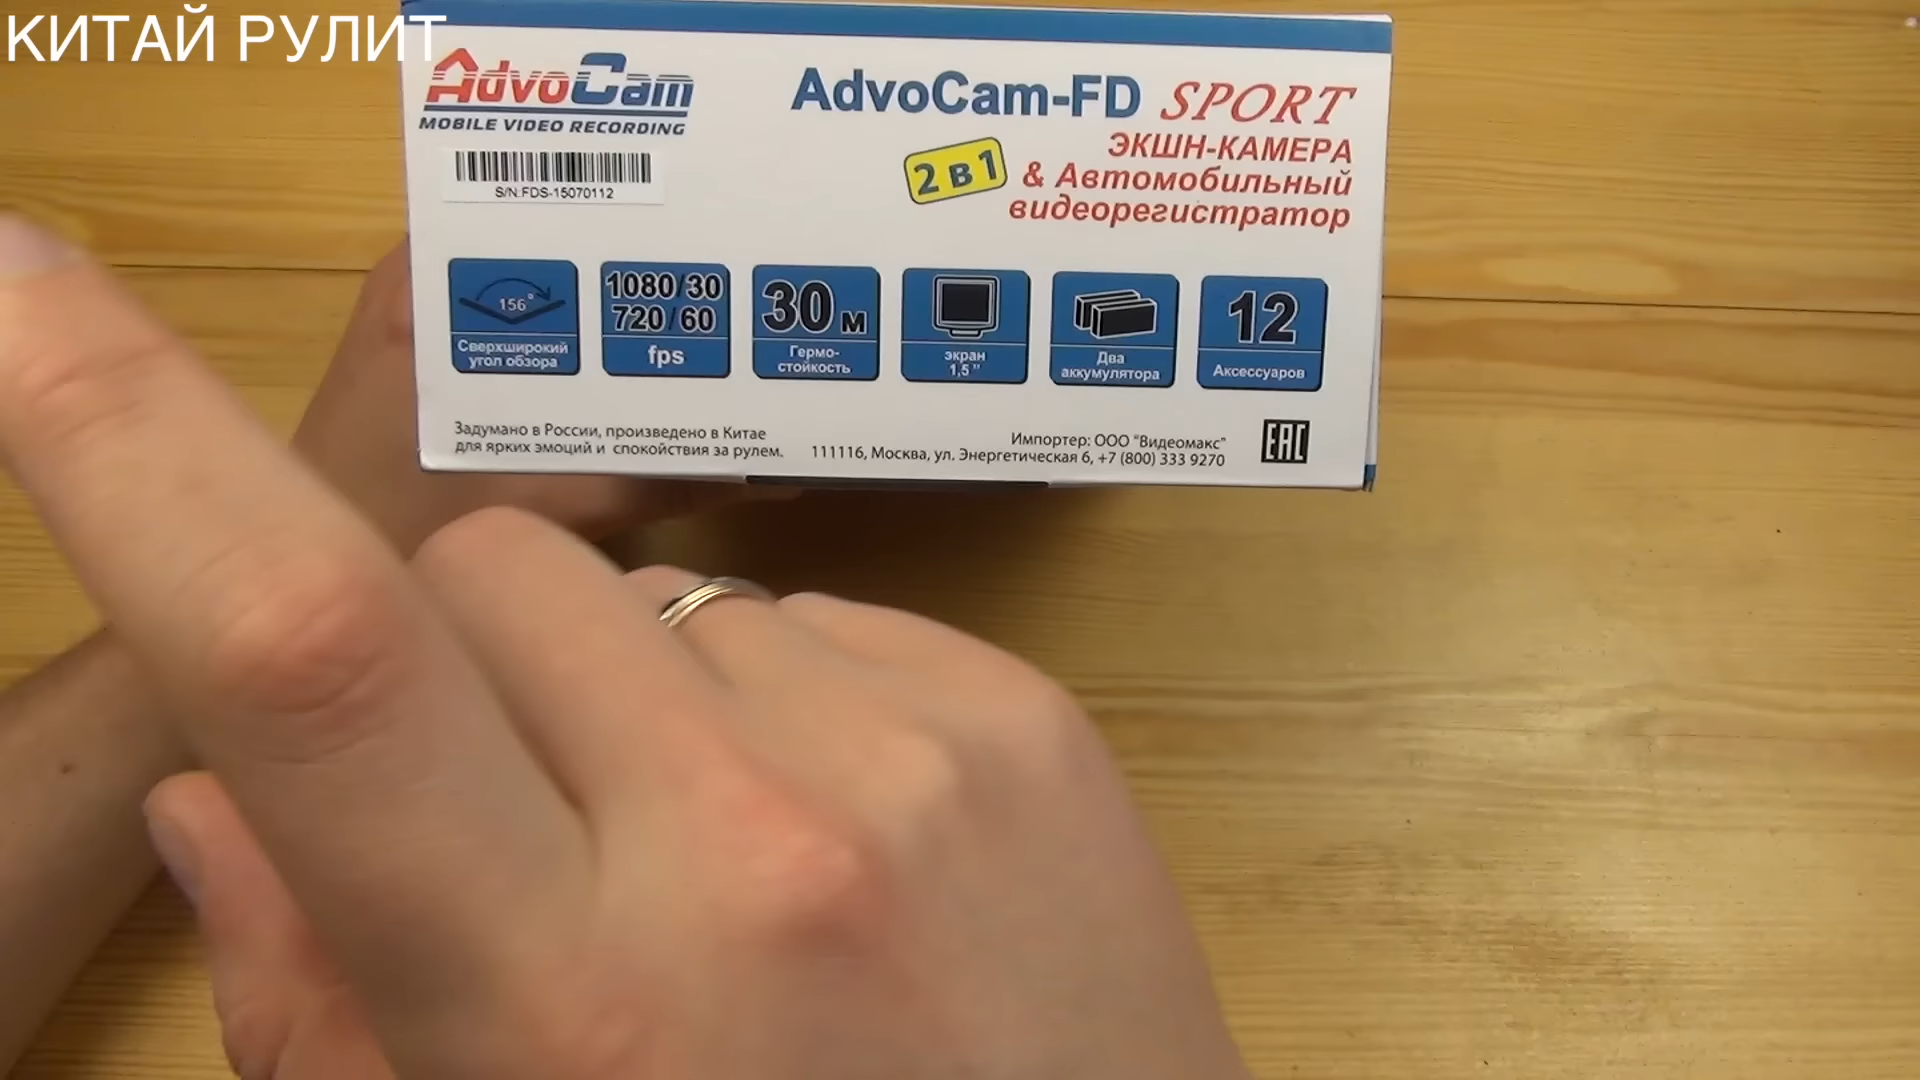 КИТАЙ РУЛИТ
AdvoCam
MOBILE VIDEO RECORDING
S/N:FDS-15070112
AdvoCam-FD SPORT
2 в 1
ЭКШН-КАМЕРА
& Автомобильный
видеорегистратор
156°
Сверхширокий
угол обзора
1080/30
720/60
fps
30 м
Гермо-
стойкость
экран
1,5"
Два
аккумулятора
12
Аксессуаров
Задумано в России, произведено в Китае
для ярких эмоций и спокойствия за рулем.
Импортер: ООО "Видеомакс"
111116, Москва, ул. Энергетическая 6, +7 (800) 333 9270
EAC